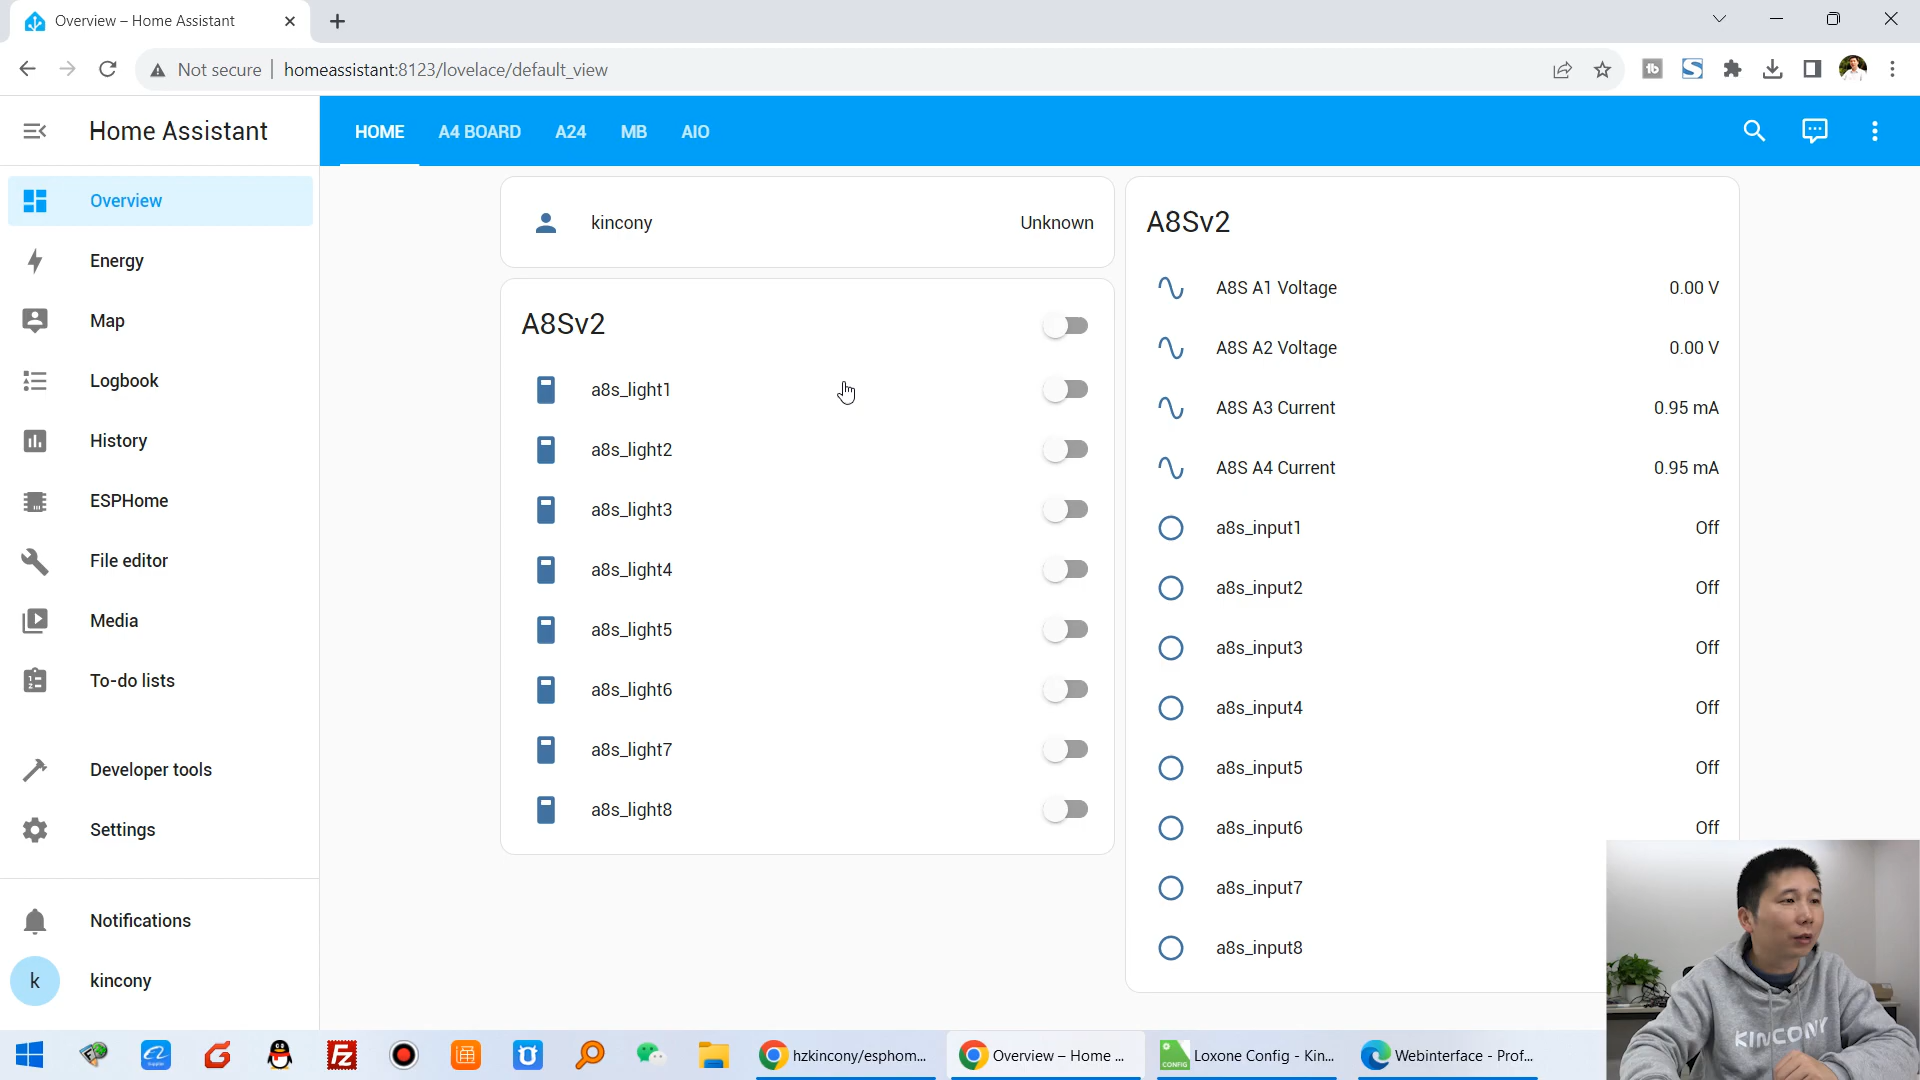 Overview – Home Assistant
Not secure
homeassistant:8123/lovelace/default_view
Home Assistant
HOME
A4 BOARD
A24
MB
AIO
Overview
Energy
Map
Logbook
History
ESPHome
File editor
Media
To-do lists
Developer tools
Settings
Notifications
k
kincony
kincony
Unknown
A8Sv2
a8s_light1
a8s_light2
a8s_light3
a8s_light4
a8s_light5
a8s_light6
a8s_light7
a8s_light8
A8Sv2
A8S A1 Voltage
0.00 V
A8S A2 Voltage
0.00 V
A8S A3 Current
0.95 mA
A8S A4 Current
0.95 mA
a8s_input1
Off
a8s_input2
Off
a8s_input3
Off
a8s_input4
Off
a8s_input5
Off
a8s_input6
Off
a8s_input7
a8s_input8
KINCONY
hzkincony/esphom...
Overview – Home ...
CONFIG
Loxone Config - Kin...
Webinterface - Prof...